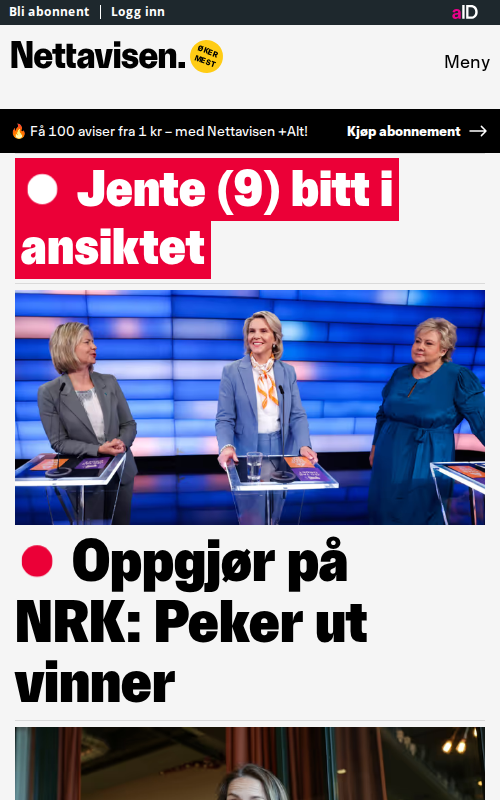 Bli abonnent
Logg inn
aID
Nettavisen.
ØKER
MEST
Meny
🔥 Få 100 aviser fra 1 kr – med Nettavisen +Alt!
Kjøp abonnement →
Jente (9) bitt i
ansiktet
Oppgjør på
NRK: Peker ut
vinner